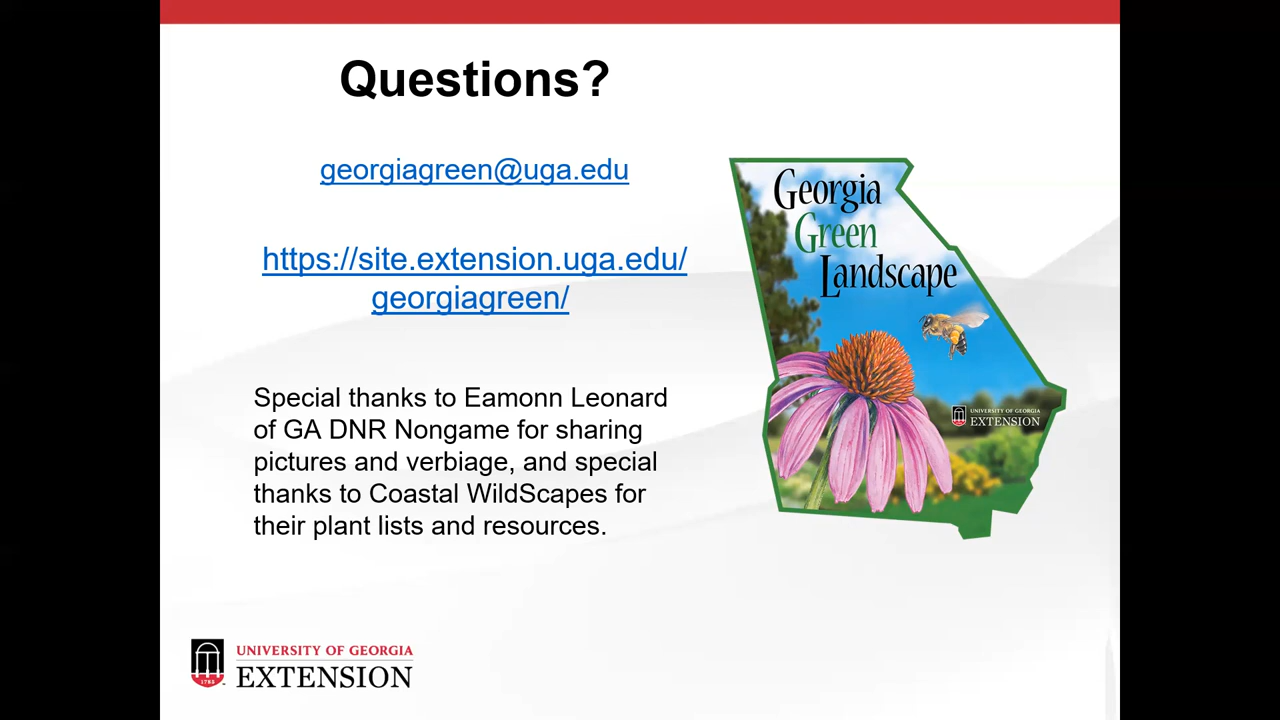 Questions?
georgiagreen@uga.edu
https://site.extension.uga.edu/
georgiagreen/
Special thanks to Eamonn Leonard
of GA DNR Nongame for sharing
pictures and verbiage, and special
thanks to Coastal WildScapes for
their plant lists and resources.
Georgia
Green
Landscape
UNIVERSITY OF GEORGIA
EXTENSION
1785
UNIVERSITY OF GEORGIA
EXTENSION